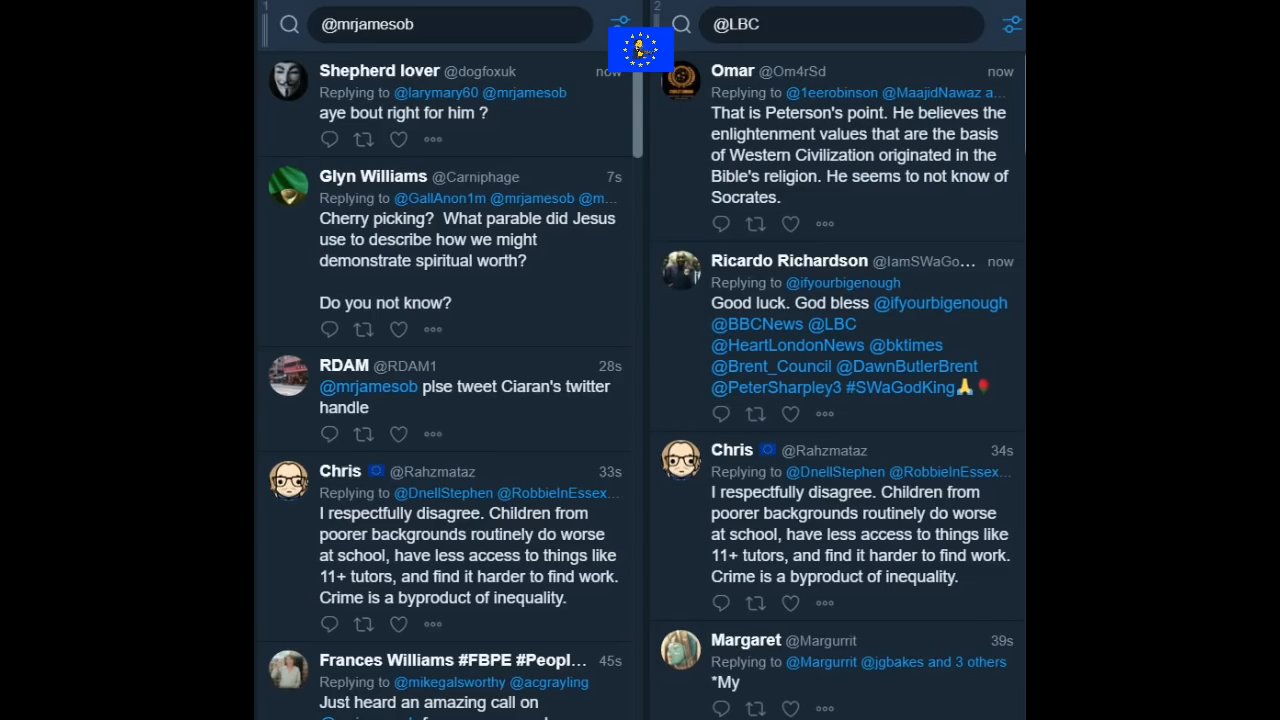 1
@mrjamesob
Shepherd lover @dogfoxuk now
Replying to @larymary60 @mrjamesob
aye bout right for him ?
Glyn Williams @Carniphage 7s
Replying to @GallAnon1m @mrjamesob @m...
Cherry picking? What parable did Jesus
use to describe how we might
demonstrate spiritual worth?
Do you not know?
RDAM @RDAM1 28s
@mrjamesob plse tweet Ciaran's twitter
handle
Chris @Rahzmataz 33s
Replying to @DnellStephen @RobbieInEssex...
I respectfully disagree. Children from
poorer backgrounds routinely do worse
at school, have less access to things like
11+ tutors, and find it harder to find work.
Crime is a byproduct of inequality.
Frances Williams #FBPE #Peopl... 45s
Replying to @mikegalsworthy @acgrayling
Just heard an amazing call on
2
@LBC
Omar @Om4rSd now
Replying to @1eerobinson @MaajidNawaz a...
That is Peterson's point. He believes the
enlightenment values that are the basis
of Western Civilization originated in the
Bible's religion. He seems to not know of
Socrates.
Ricardo Richardson @IamSWaGo... now
Replying to @ifyourbigenough
Good luck. God bless @ifyourbigenough
@BBCNews @LBC
@HeartLondonNews @bktimes
@Brent_Council @DawnButlerBrent
@PeterSharpley3 #SWaGodKing🙏🌹
Chris @Rahzmataz 34s
Replying to @DnellStephen @RobbieInEssex...
I respectfully disagree. Children from
poorer backgrounds routinely do worse
at school, have less access to things like
11+ tutors, and find it harder to find work.
Crime is a byproduct of inequality.
Margaret @Margurrit 39s
Replying to @Margurrit @jgbakes and 3 others
*My